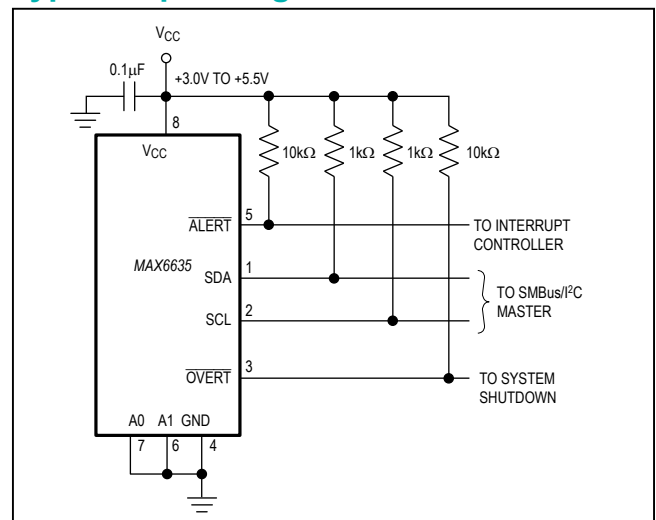 VCC
0.1μF
+3.0V TO +5.5V
8
VCC
10kΩ
1kΩ
1kΩ
10kΩ
ALERT
5
TO INTERRUPT
CONTROLLER
MAX6635
SDA
1
TO SMBus/I²C
MASTER
SCL
2
OVERT
3
TO SYSTEM
SHUTDOWN
A0 A1 GND
7 6 4